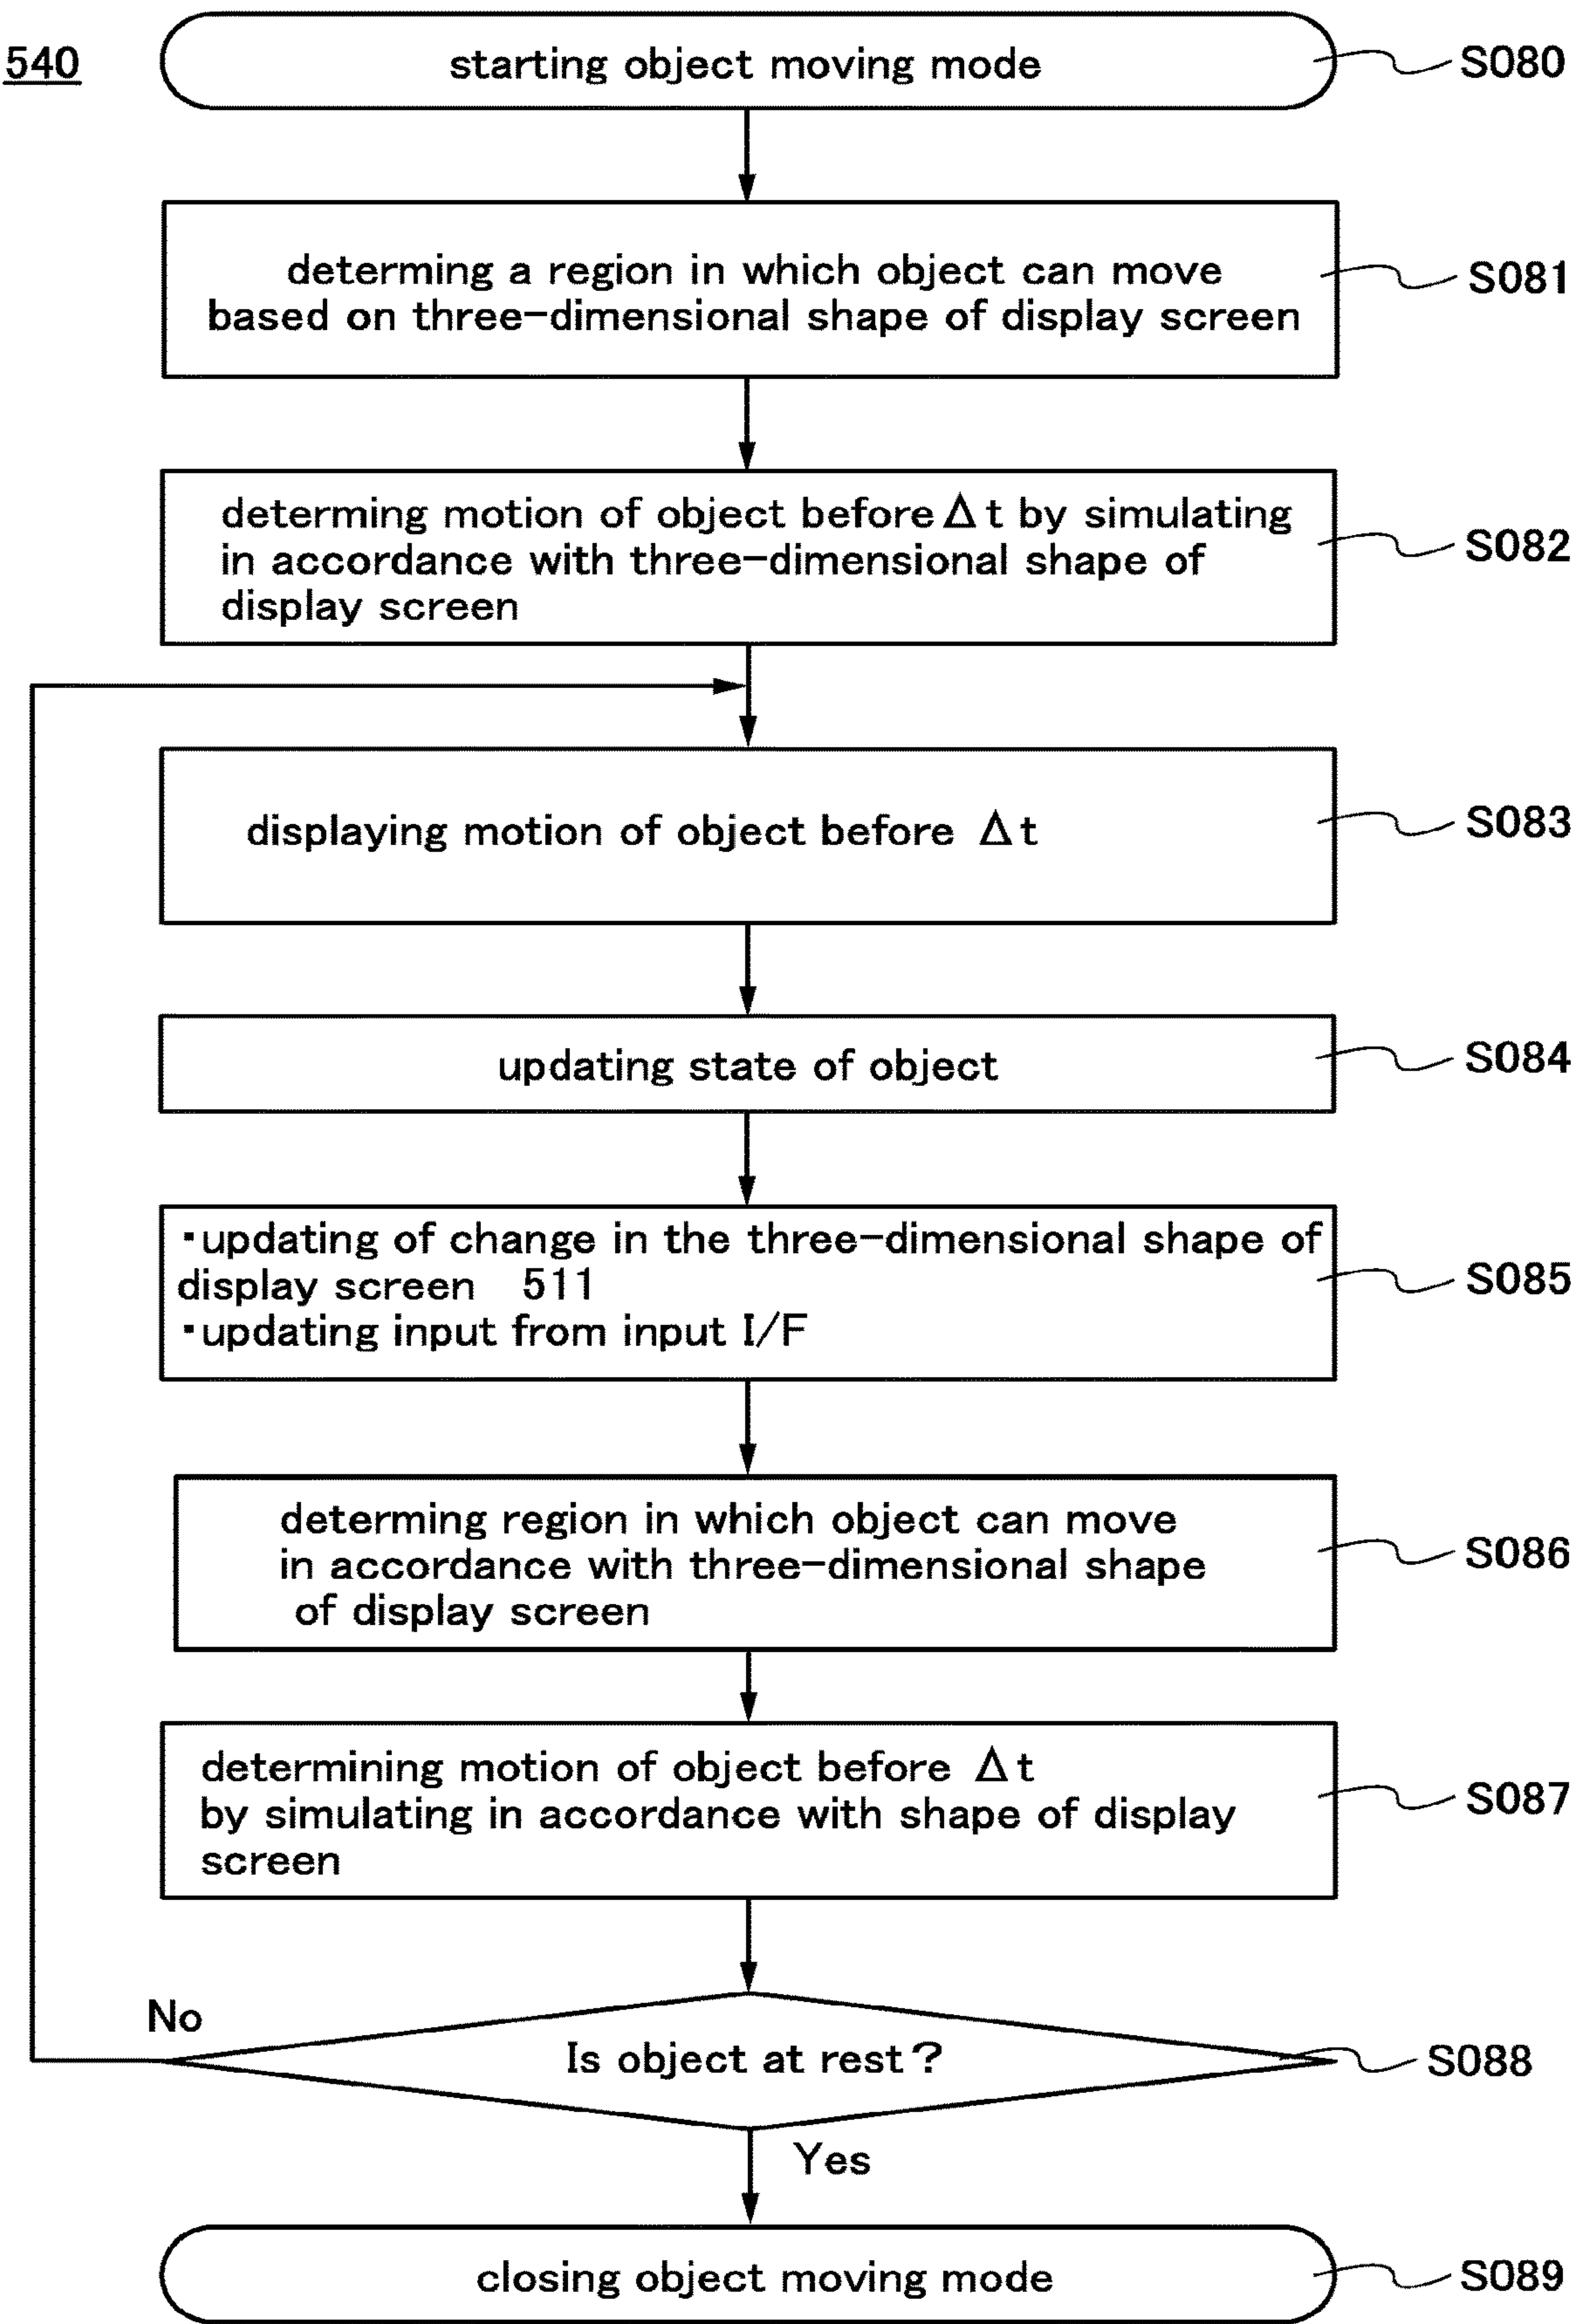 540
starting object moving mode
S080
determing a region in which object can move
based on three-dimensional shape of display screen
S081
determing motion of object before Δt by simulating
in accordance with three-dimensional shape of
display screen
S082
displaying motion of object before Δt
S083
updating state of object
S084
・updating of change in the three-dimensional shape of
display screen 511
・updating input from input I/F
S085
determing region in which object can move
in accordance with three-dimensional shape
of display screen
S086
determining motion of object before Δt
by simulating in accordance with shape of display
screen
S087
No
Is object at rest?
S088
Yes
closing object moving mode
S089